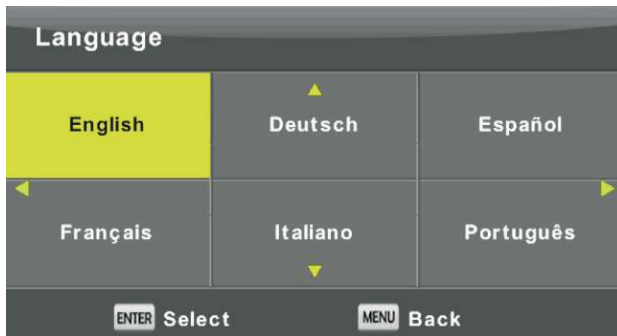 Language
English Deutsch Español
Français Italiano Português
ENTER Select MENU Back